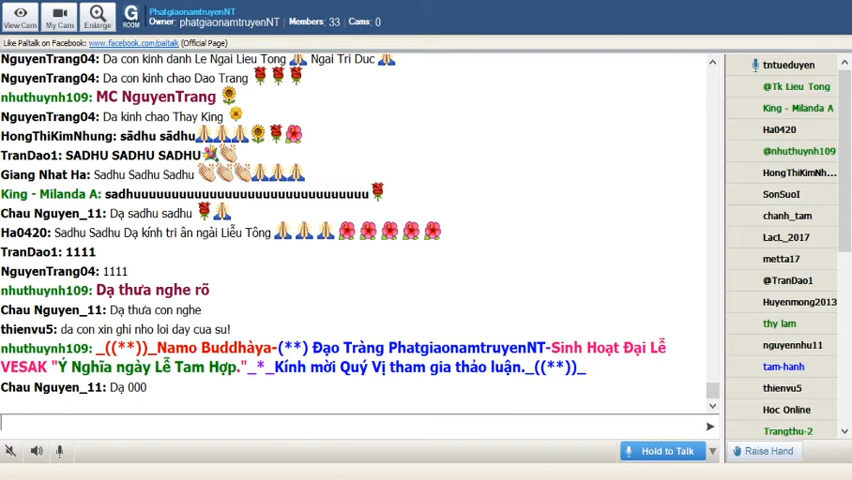 View Cam
My Cam
Enlarge
G
ROOM
PhatgiaonamtruyenNT
Owner: phatgiaonamtruyenNT | Members: 33 | Cams: 0
Like Paltalk on Facebook: www.facebook.com/paltalk (Official Page)
NguyenTrang04: Da con kinh danh Le Ngai Lieu Tong Ngai Tri Duc
NguyenTrang04: Da kinh chao Dao Trang
nhuthuynh109: MC NguyenTrang
NguyenTrang04: Da kinh chao Thay King
HongThiKimNhung: sādhu sādhu
TranDao1: SADHU SADHU SADHU
Giang Nhat Ha: Sadhu Sadhu Sadhu
King - Milanda A: sadhuuuuuuuuuuuuuuuuuuuuuuuuuuuuuuu
Chau Nguyen_11: Dạ sadhu sadhu
Ha0420: Sadhu Sadhu Dạ kính tri ân ngài Liễu Tông
TranDao1: 1111
NguyenTrang04: 1111
nhuthuynh109: Dạ thưa nghe rõ
Chau Nguyen_11: Dạ thưa con nghe
thienvu5: da con xin ghi nho loi day cua su!
nhuthuynh109: _((**))_Namo Buddhàya-(**) Đạo Tràng PhatgiaonamtruyenNT-Sinh Hoạt Đại Lễ
VESAK "Ý Nghĩa ngày Lễ Tam Hợp."_*_Kính mời Quý Vị tham gia thảo luận._((**))_
Chau Nguyen_11: Dạ 000
Hold to Talk
tntueduyen
@Tk Lieu Tong
King - Milanda A
Ha0420
@nhuthuynh109
HongThiKimNh...
SonSuoI
chanh_tam
LacL_2017
metta17
@TranDao1
Huyenmong2013
thy lam
nguyennhu11
tam-hanh
thienvu5
Hoc Online
Trangthu-2
Raise Hand